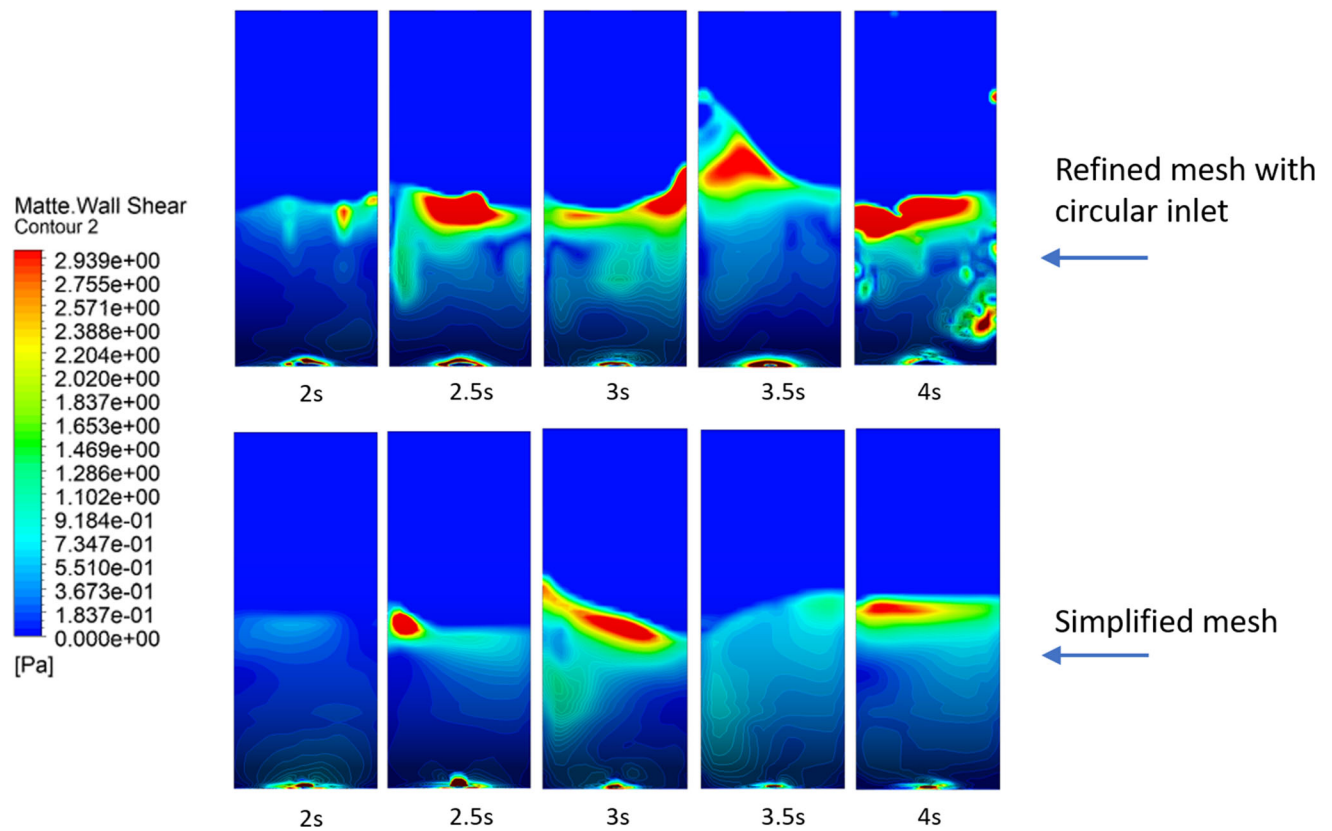 Matte.Wall Shear
Contour 2
2.939e+00
2.755e+00
2.571e+00
2.388e+00
2.204e+00
2.020e+00
1.837e+00
1.653e+00
1.469e+00
1.286e+00
1.102e+00
9.184e-01
7.347e-01
5.510e-01
3.673e-01
1.837e-01
0.000e+00
[Pa]
2s
2.5s
3s
3.5s
4s
Refined mesh with
circular inlet
2s
2.5s
3s
3.5s
4s
Simplified mesh